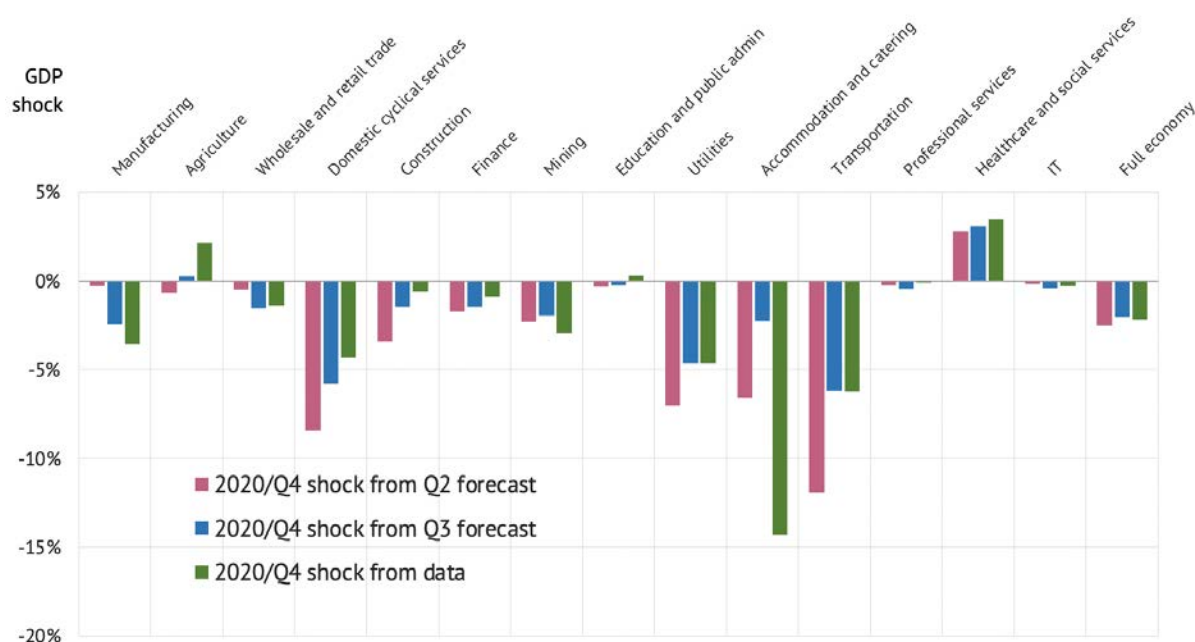 GDP
shock
Manufacturing
Agriculture
Wholesale and retail trade
Domestic cyclical services
Construction
Finance
Mining
Education and public admin
Utilities
Accommodation and catering
Transportation
Professional services
Healthcare and social services
IT
Full economy
5%
0%
-5%
-10%
-15%
-20%
2020/Q4 shock from Q2 forecast
2020/Q4 shock from Q3 forecast
2020/Q4 shock from data